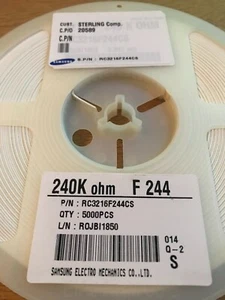 CUST. STERLING Comp.
C.P/O 20589
C.P/N
SAMSUNG
S.P/N : RC3216F244CS
240K ohm F 244
P/N : RC3216F244CS
QTY : 5000PCS
L/N : ROJBI1850
014
Q-2
S
SAMSUNG ELECTRO MECHANICS CO.,LTD.